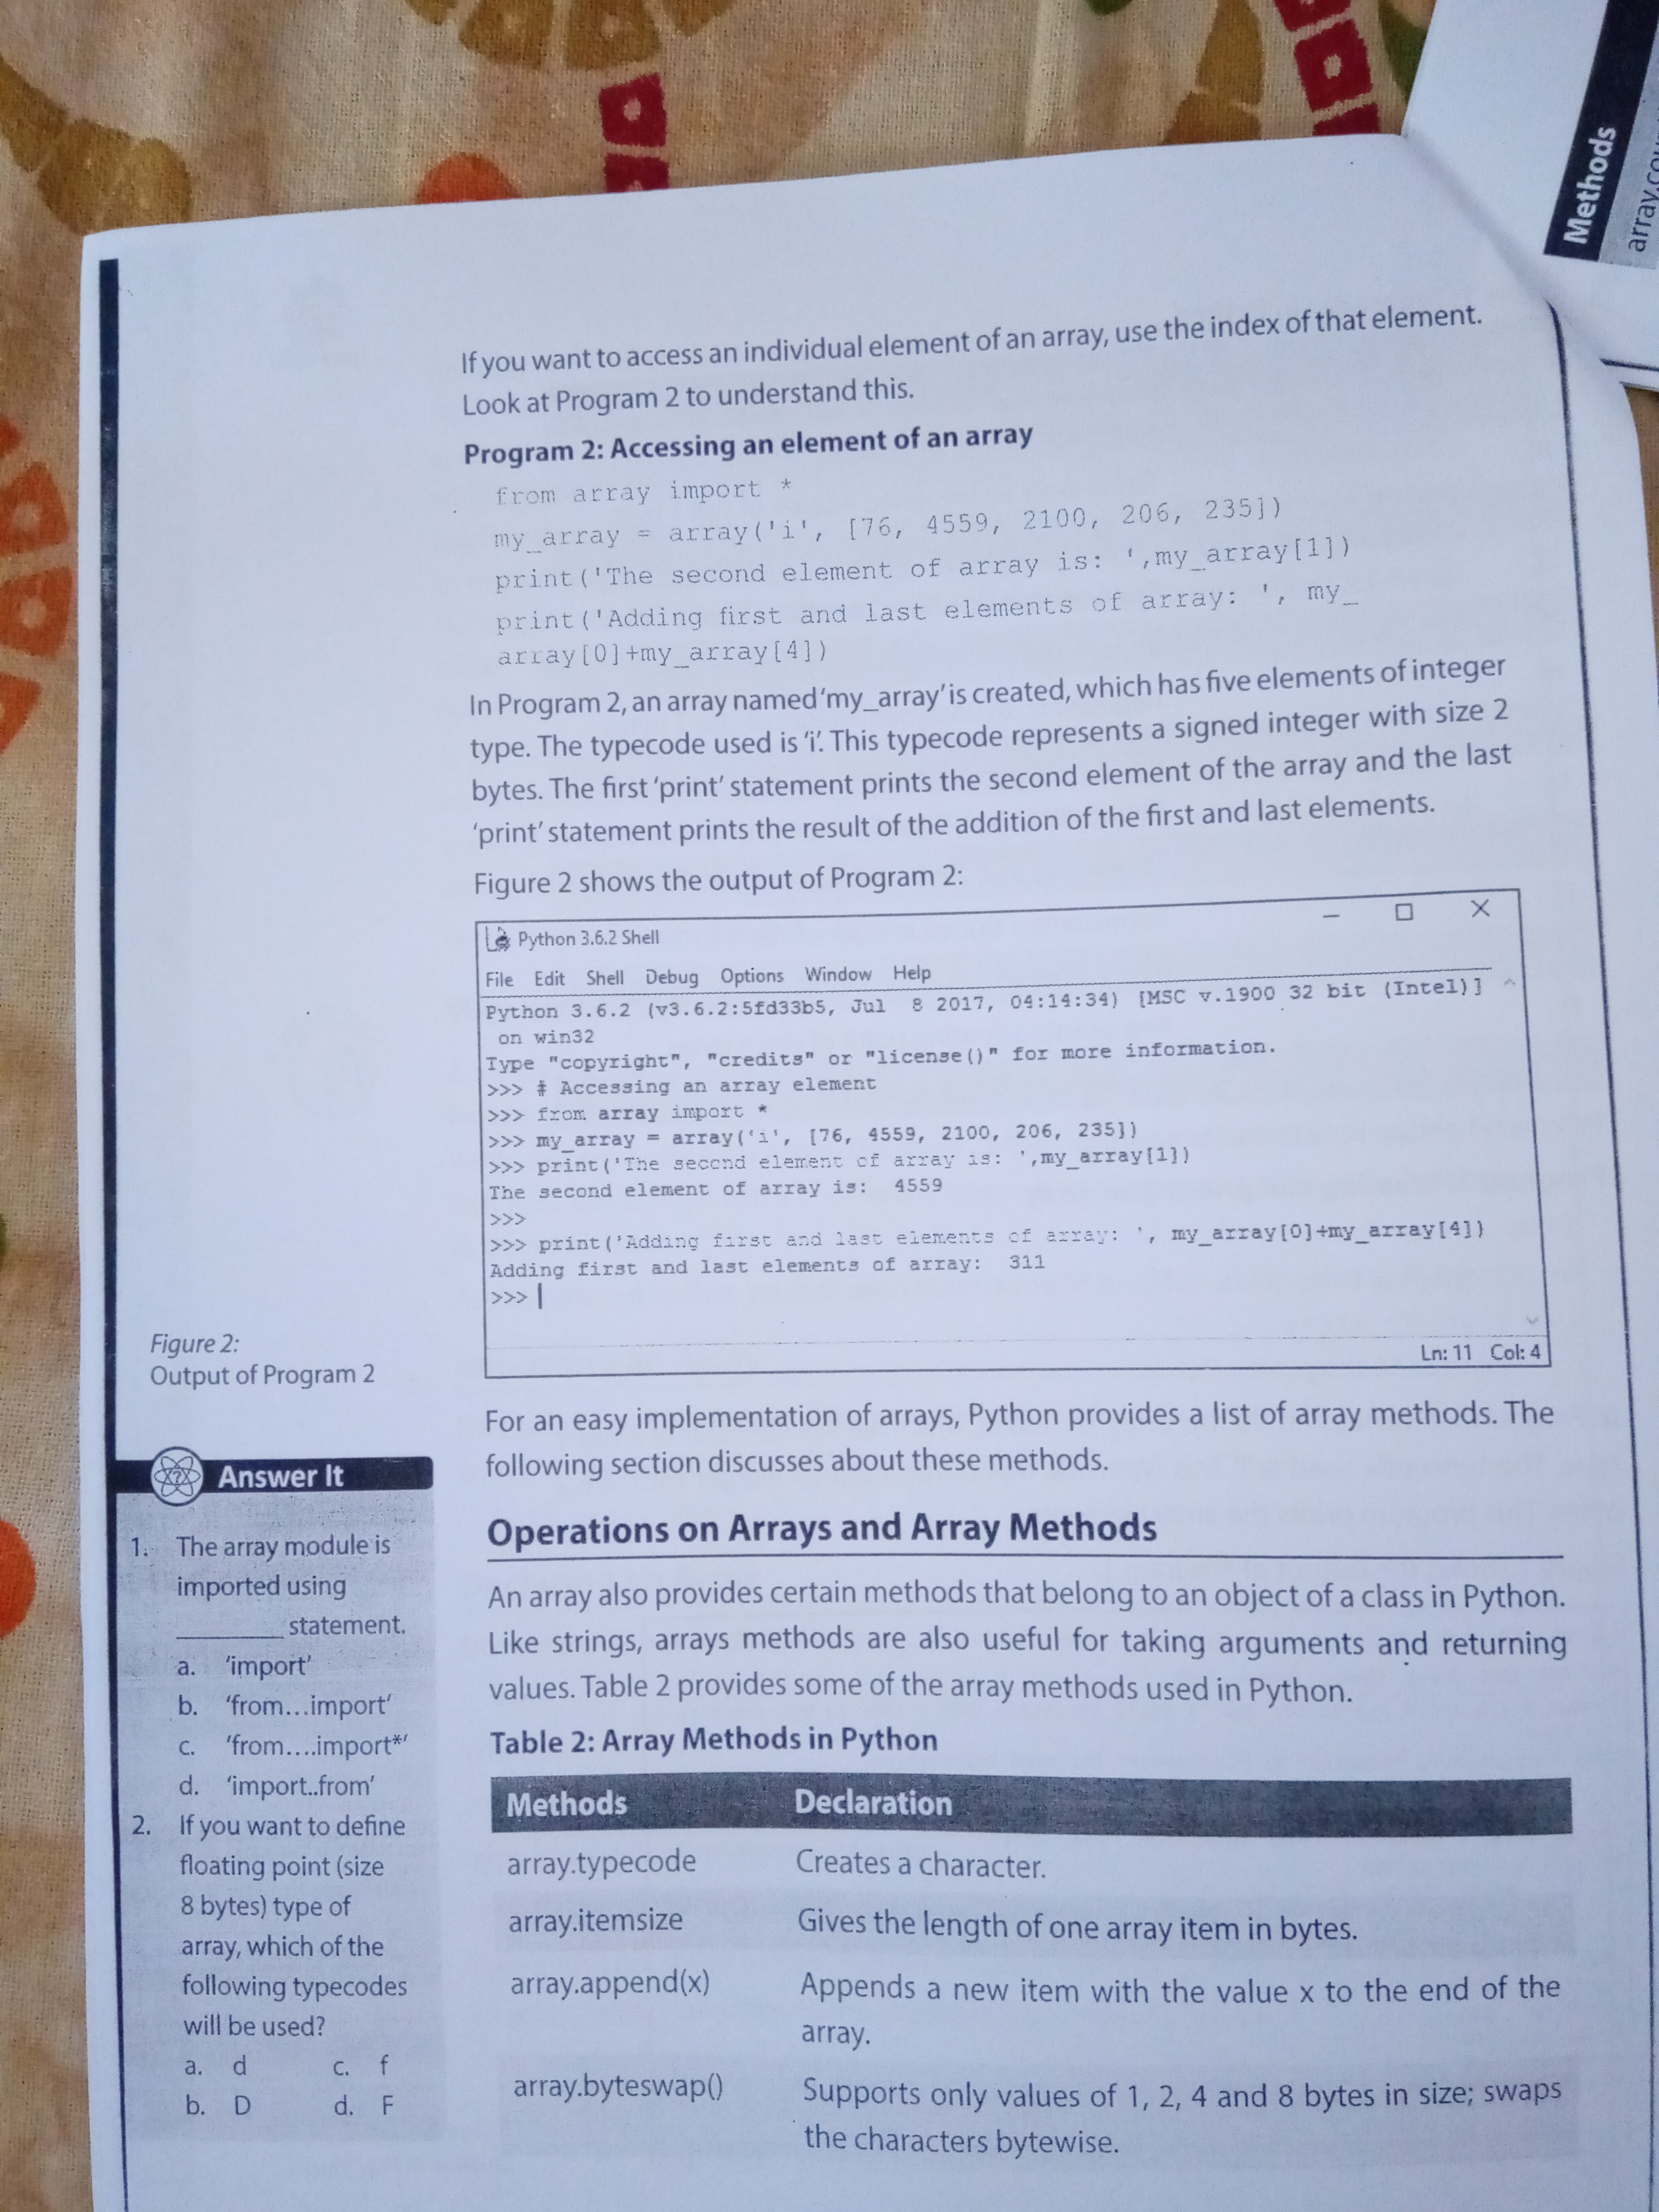 Methods
If you want to access an individual element of an array, use the index of that element.
Look at Program 2 to understand this.
Program 2: Accessing an element of an array
from array import *
my_array = array('i', [76, 4559, 2100, 206, 235])
print('The second element of array is: ',my_array[1])
print('Adding first and last elements of array: ', my_
array[0]+my_array[4])
In Program 2, an array named 'my_array' is created, which has five elements of integer
type. The typecode used is 'i'. This typecode represents a signed integer with size 2
bytes. The first 'print' statement prints the second element of the array and the last
'print' statement prints the result of the addition of the first and last elements.
Figure 2 shows the output of Program 2:
Python 3.6.2 Shell
File Edit Shell Debug Options Window Help
Python 3.6.2 (v3.6.2:5fd33b5, Jul  8 2017, 04:14:34) [MSC v.1900 32 bit (Intel)]
on win32
Type "copyright", "credits" or "license()" for more information.
>>> # Accessing an array element
>>> from array import *
>>> my_array = array('i', [76, 4559, 2100, 206, 235])
>>> print('The second element of array is: ',my_array[1])
The second element of array is:  4559
>>>
>>> print('Adding first and last elements of array: ', my_array[0]+my_array[4])
Adding first and last elements of array:  311
>>>
Ln: 11 Col: 4
Figure 2:
Output of Program 2
For an easy implementation of arrays, Python provides a list of array methods. The
following section discusses about these methods.
Operations on Arrays and Array Methods
An array also provides certain methods that belong to an object of a class in Python.
Like strings, arrays methods are also useful for taking arguments and returning
values. Table 2 provides some of the array methods used in Python.
Table 2: Array Methods in Python
Methods Declaration
array.typecode Creates a character.
array.itemsize Gives the length of one array item in bytes.
array.append(x) Appends a new item with the value x to the end of the
array.
array.byteswap() Supports only values of 1, 2, 4 and 8 bytes in size; swaps
the characters bytewise.
Answer It
1. The array module is
imported using
__________ statement.
a. 'import'
b. 'from...import'
c. 'from....import*'
d. 'import..from'
2. If you want to define
floating point (size
8 bytes) type of
array, which of the
following typecodes
will be used?
a. d c. f
b. D d. F